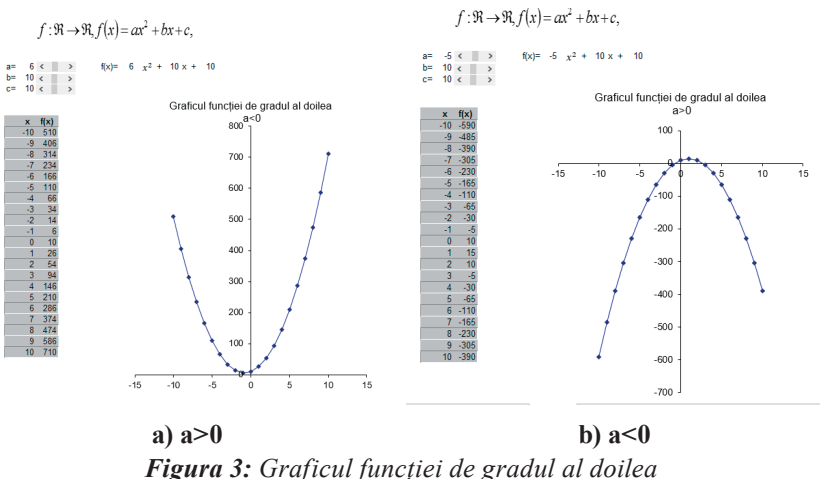 f : ℜ → ℜ, f(x) = ax² + bx + c,
a= 6 < >
b= 10 < >
c= 10 < >
f(x)= 6 x² + 10 x + 10
x f(x)
-10 510
-9 406
-8 314
-7 234
-6 166
-5 110
-4 66
-3 34
-2 14
-1 6
0 10
1 26
2 54
3 94
4 146
5 210
6 286
7 374
8 474
9 586
10 710
Graficul funcției de gradul al doilea
a<0
800
700
600
500
400
300
200
100
0
-15 -10 -5 0 5 10 15
a) a>0
f : ℜ → ℜ, f(x) = ax² + bx + c,
a= -5 < >
b= 10 < >
c= 10 < >
f(x)= -5 x² + 10 x + 10
x f(x)
-10 -590
-9 -485
-8 -390
-7 -305
-6 -230
-5 -165
-4 -110
-3 -65
-2 -30
-1 -5
0 10
1 15
2 10
3 -5
4 -30
5 -65
6 -110
7 -165
8 -230
9 -305
10 -390
Graficul funcției de gradul al doilea
a>0
100
0
-15 -10 -5 0 5 10 15
-100
-200
-300
-400
-500
-600
-700
b) a<0
Figura 3: Graficul funcției de gradul al doilea